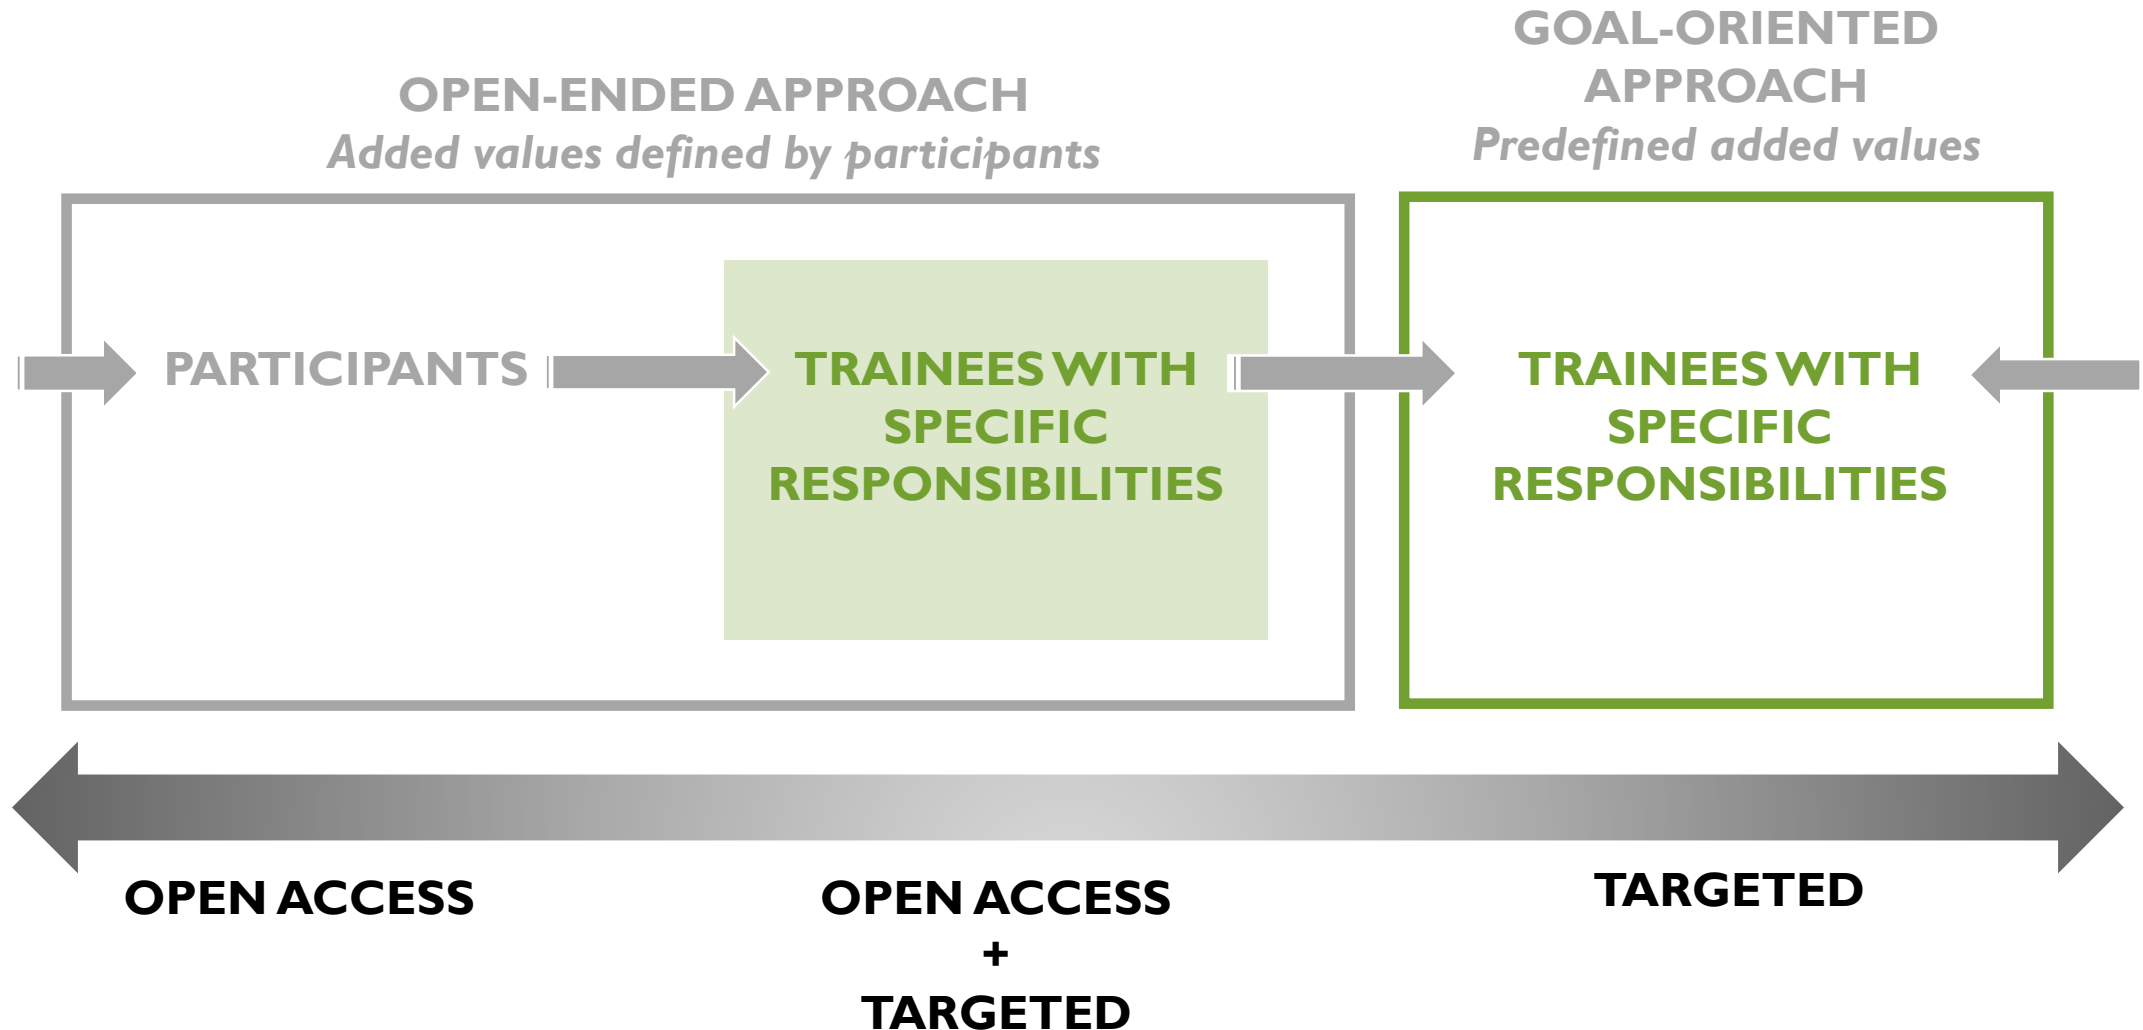 OPEN-ENDED APPROACH
Added values defined by participants
GOAL-ORIENTED
APPROACH
Predefined added values
PARTICIPANTS
TRAINEES WITH
SPECIFIC
RESPONSIBILITIES
TRAINEES WITH
SPECIFIC
RESPONSIBILITIES
OPEN ACCESS
OPEN ACCESS
+
TARGETED
TARGETED